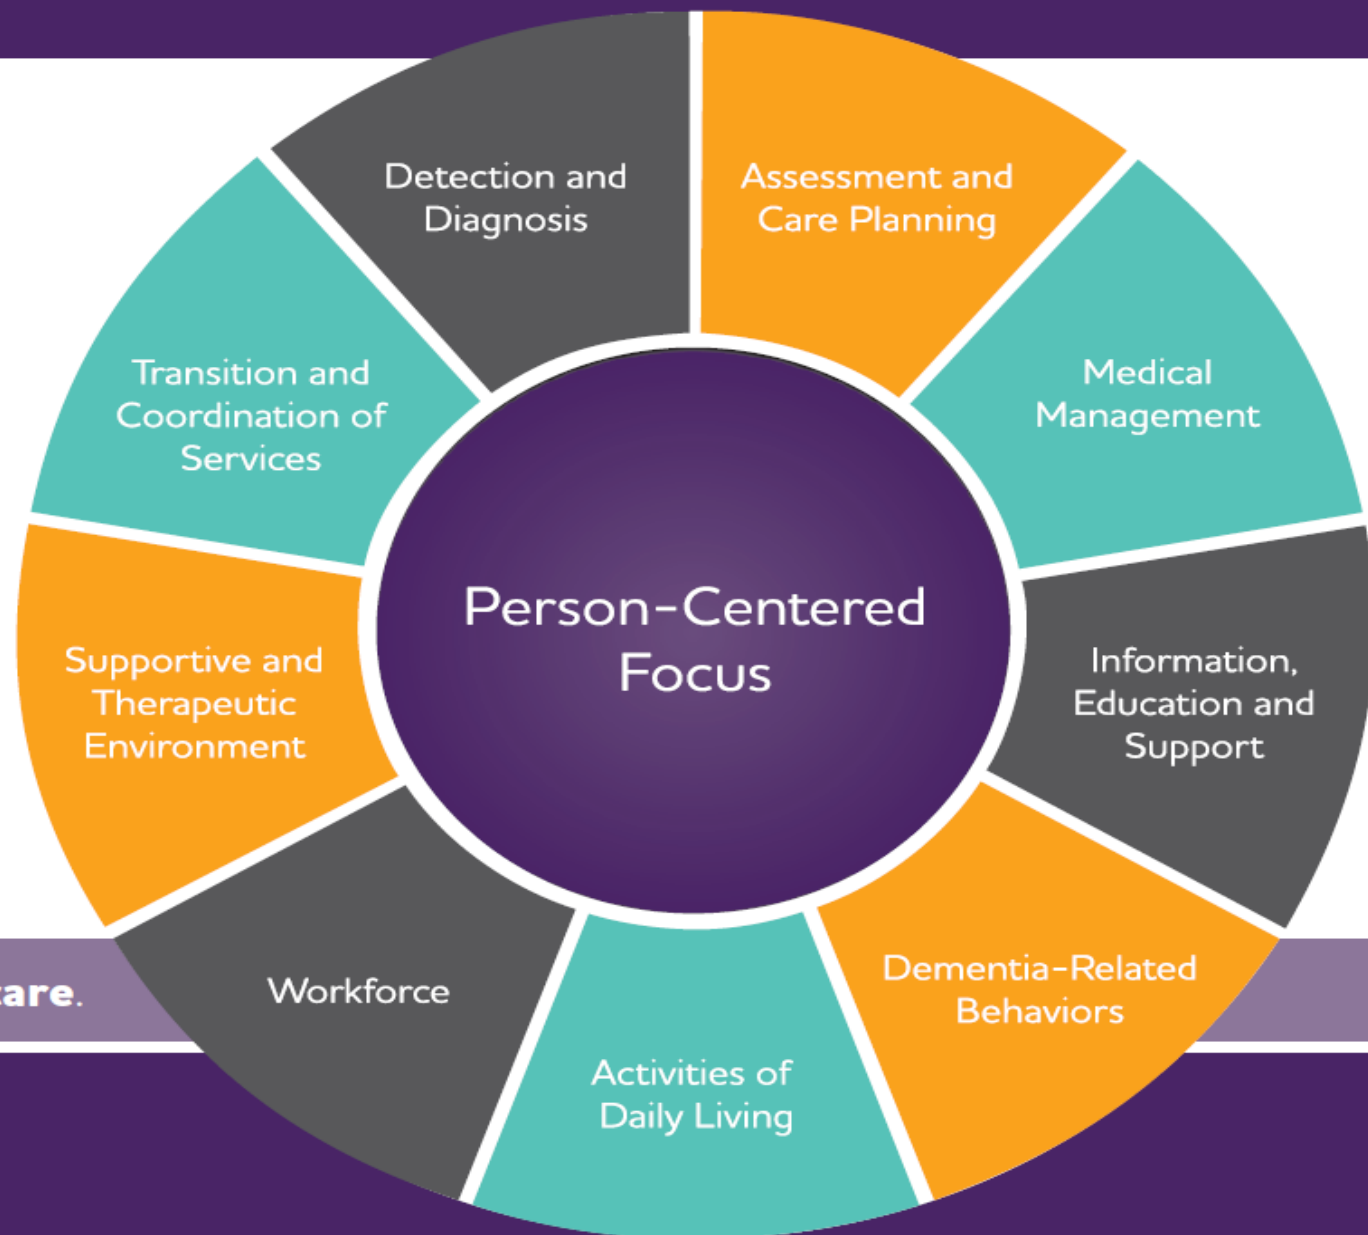 Detection and
Diagnosis
Assessment and
Care Planning
Medical
Management
Information,
Education and
Support
Dementia-Related
Behaviors
Activities of
Daily Living
Workforce
Supportive and
Therapeutic
Environment
Transition and
Coordination of
Services
Person-Centered
Focus
care.